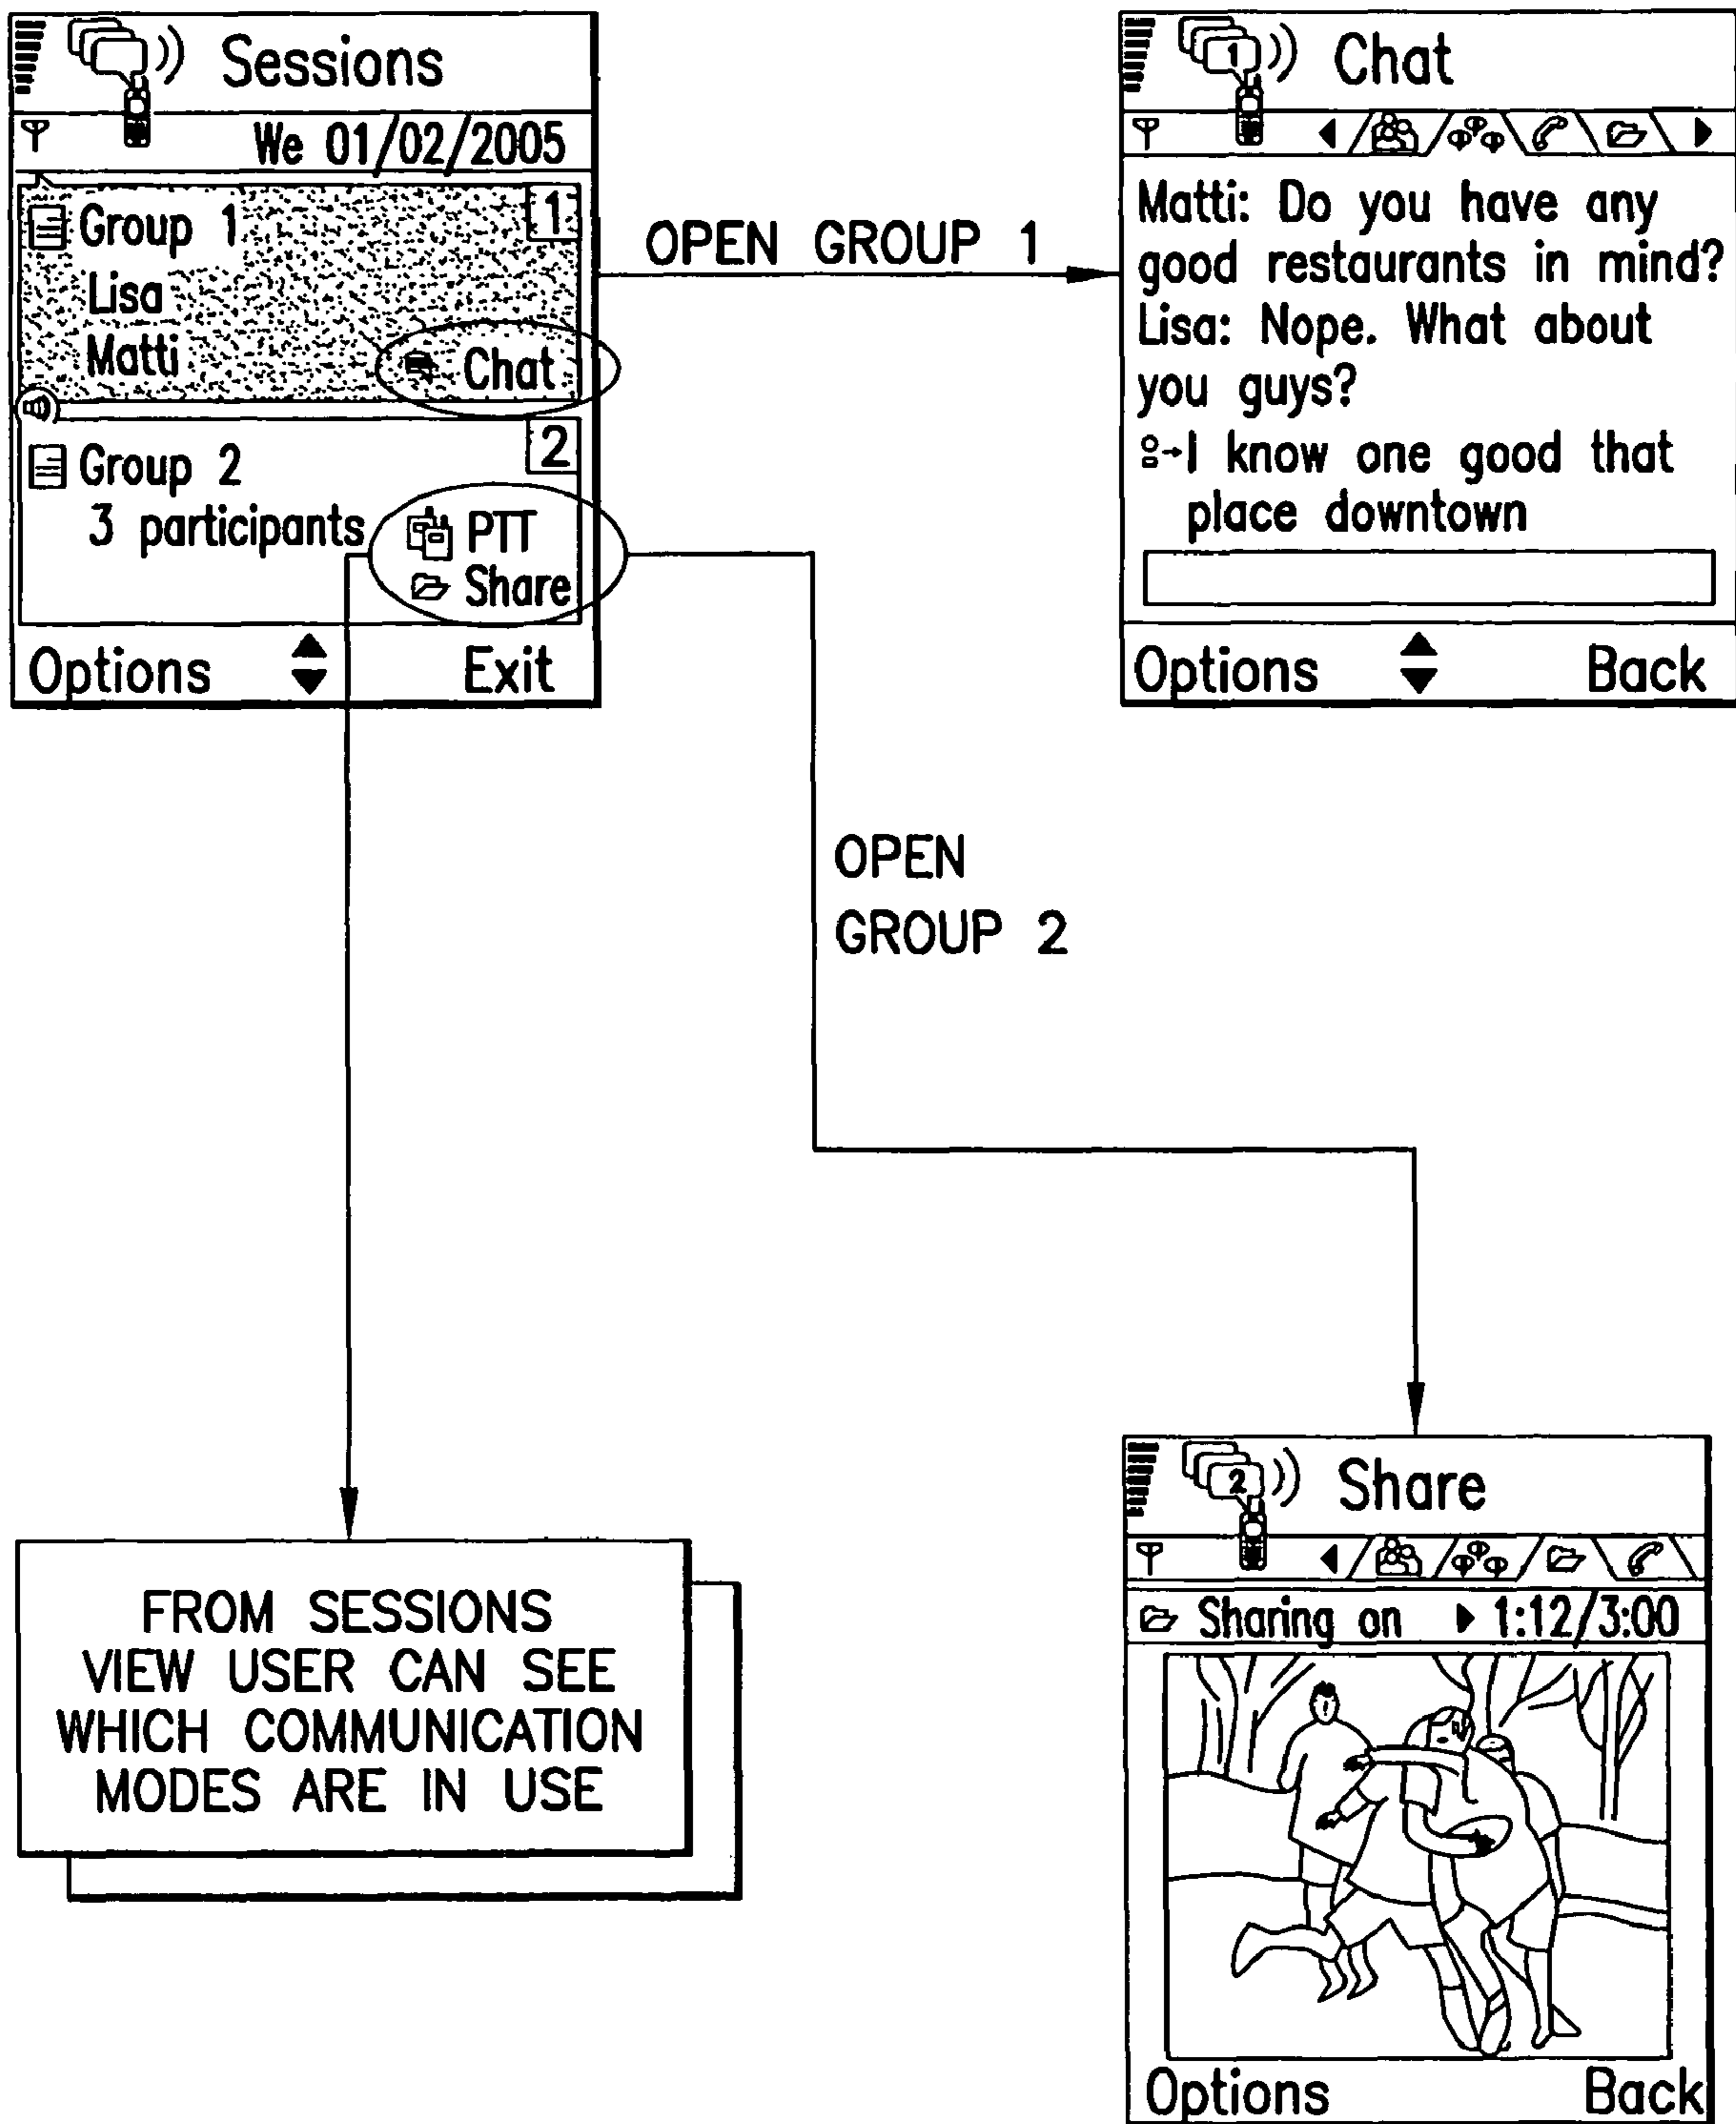 Sessions
We 01/02/2005
Group 1
1
Lisa
Matti
Chat
Group 2
2
3 participants
PTT
Share
Options
Exit
OPEN GROUP 1
1
Chat
Matti: Do you have any
good restaurants in mind?
Lisa: Nope. What about
you guys?
I know one good that
place downtown
Options
Back
OPEN
GROUP 2
FROM SESSIONS
VIEW USER CAN SEE
WHICH COMMUNICATION
MODES ARE IN USE
2
Share
Sharing on
1:12/3:00
Options
Back